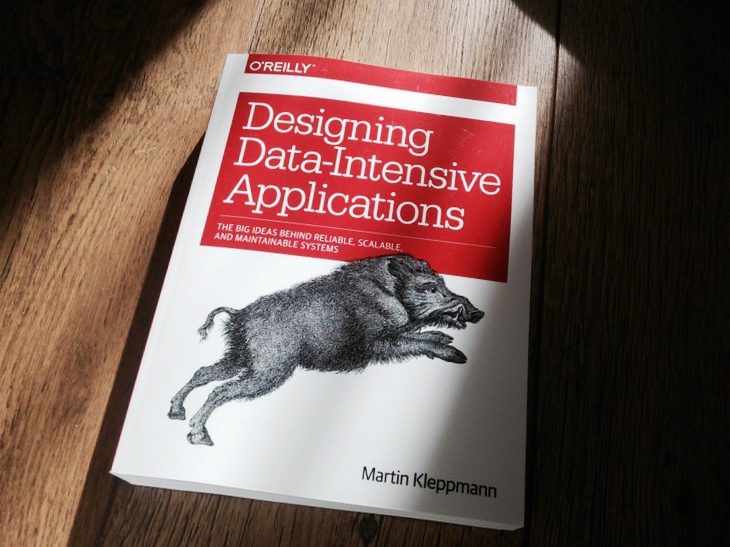 O'REILLY®
Designing
Data-Intensive
Applications
THE BIG IDEAS BEHIND RELIABLE, SCALABLE,
AND MAINTAINABLE SYSTEMS
Martin Kleppmann